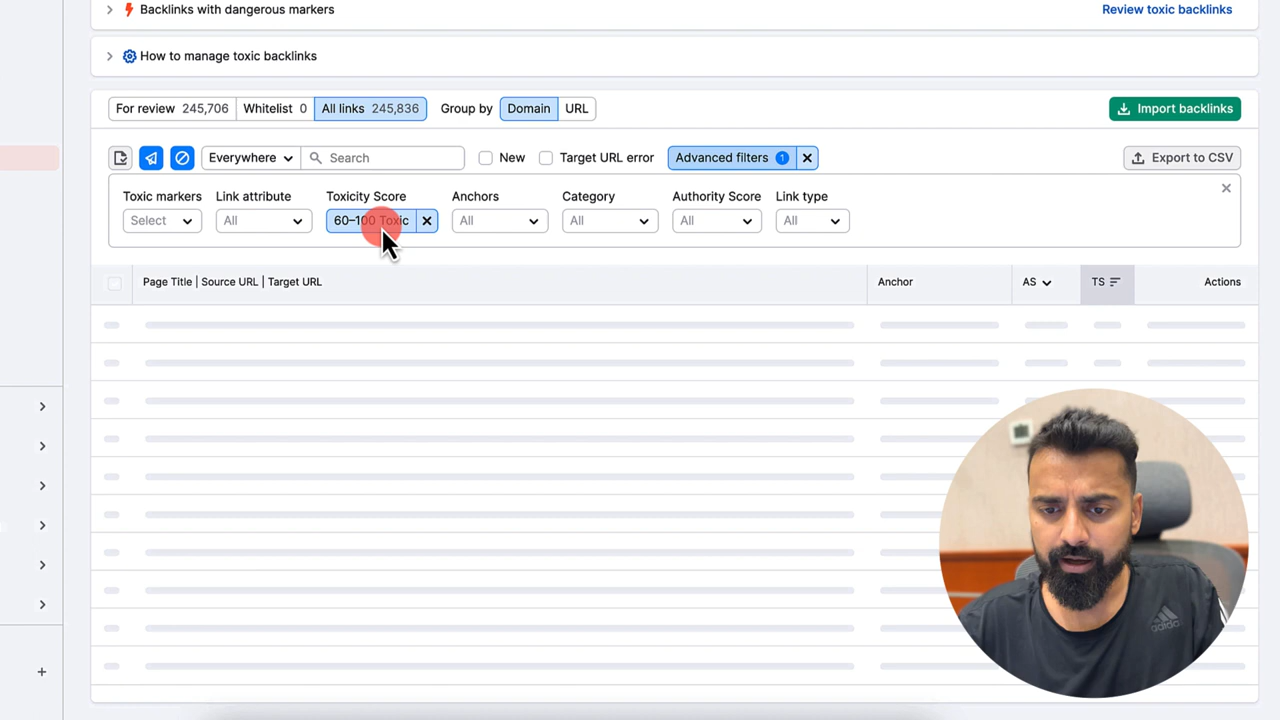 Backlinks with dangerous markers Review toxic backlinks
How to manage toxic backlinks
For review 245,706 Whitelist 0 All links 245,836 Group by Domain URL Import backlinks
Everywhere Search New Target URL error Advanced filters 1 Export to CSV
Toxic markers Link attribute Toxicity Score Anchors Category Authority Score Link type
Select All 60–100 Toxic All All All All
Page Title | Source URL | Target URL Anchor AS TS Actions
adidas